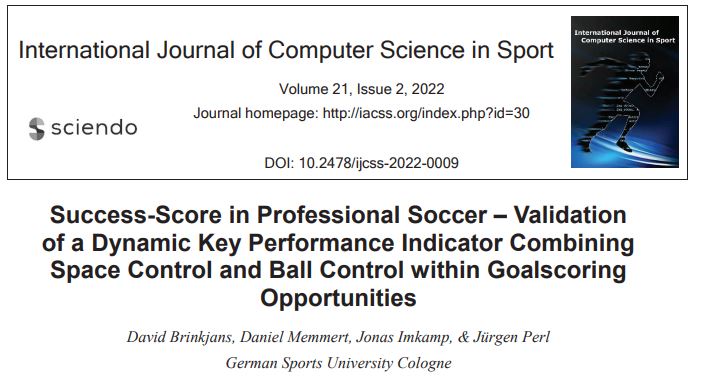 International Journal of Computer Science in Sport
Volume 21, Issue 2, 2022
Journal homepage: http://iacss.org/index.php?id=30
sciendo
DOI: 10.2478/ijcss-2022-0009
International Journal of
Computer Science in Sport
Success-Score in Professional Soccer – Validation
of a Dynamic Key Performance Indicator Combining
Space Control and Ball Control within Goalscoring
Opportunities
David Brinkjans, Daniel Memmert, Jonas Imkamp, & Jürgen Perl
German Sports University Cologne